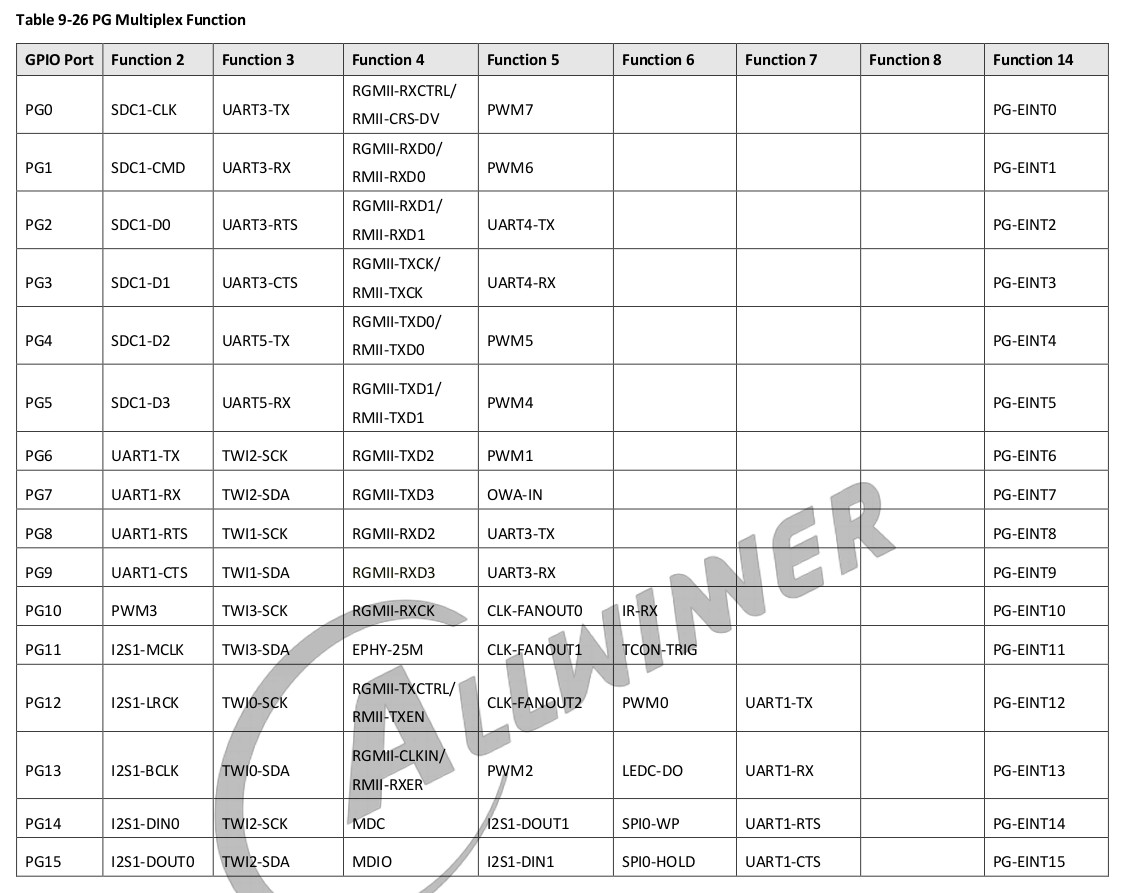 Table 9-26 PG Multiplex Function
GPIO Port Function 2 Function 3 Function 4 Function 5 Function 6 Function 7 Function 8 Function 14
PG0 SDC1-CLK UART3-TX RGMII-RXCTRL/ PWM7 PG-EINT0
RMII-CRS-DV
PG1 SDC1-CMD UART3-RX RGMII-RXD0/ PWM6 PG-EINT1
RMII-RXD0
PG2 SDC1-D0 UART3-RTS RGMII-RXD1/ UART4-TX PG-EINT2
RMII-RXD1
PG3 SDC1-D1 UART3-CTS RGMII-TXCK/ UART4-RX PG-EINT3
RMII-TXCK
PG4 SDC1-D2 UART5-TX RGMII-TXD0/ PWM5 PG-EINT4
RMII-TXD0
PG5 SDC1-D3 UART5-RX RGMII-TXD1/ PWM4 PG-EINT5
RMII-TXD1
PG6 UART1-TX TWI2-SCK RGMII-TXD2 PWM1 PG-EINT6
PG7 UART1-RX TWI2-SDA RGMII-TXD3 OWA-IN PG-EINT7
PG8 UART1-RTS TWI1-SCK RGMII-RXD2 UART3-TX PG-EINT8
PG9 UART1-CTS TWI1-SDA RGMII-RXD3 UART3-RX PG-EINT9
PG10 PWM3 TWI3-SCK RGMII-RXCK CLK-FANOUT0 IR-RX PG-EINT10
PG11 I2S1-MCLK TWI3-SDA EPHY-25M CLK-FANOUT1 TCON-TRIG PG-EINT11
PG12 I2S1-LRCK TWI0-SCK RGMII-TXCTRL/ CLK-FANOUT2 PWM0 UART1-TX PG-EINT12
RMII-TXEN
PG13 I2S1-BCLK TWI0-SDA RGMII-CLKIN/ PWM2 LEDC-DO UART1-RX PG-EINT13
RMII-RXER
PG14 I2S1-DIN0 TWI2-SCK MDC I2S1-DOUT1 SPI0-WP UART1-RTS PG-EINT14
PG15 I2S1-DOUT0 TWI2-SDA MDIO I2S1-DIN1 SPI0-HOLD UART1-CTS PG-EINT15
ALLWINNER